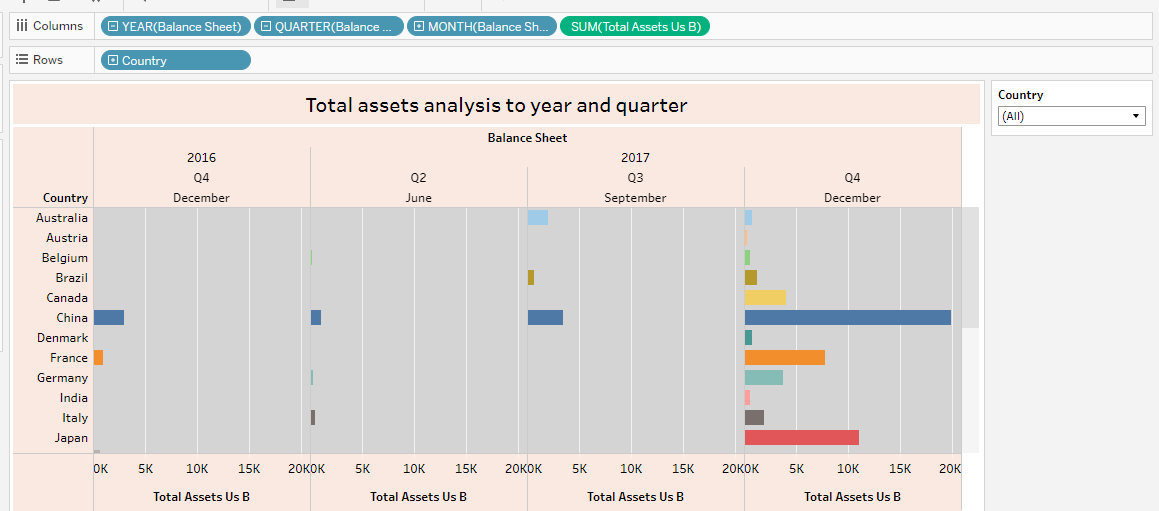 Columns YEAR(Balance Sheet) QUARTER(Balance ... MONTH(Balance Sh... SUM(Total Assets Us B)
Rows Country
Total assets analysis to year and quarter
Country
(All)
Balance Sheet
2016 2017
Q4 Q2 Q3 Q4
Country December June September December
Australia
Austria
Belgium
Brazil
Canada
China
Denmark
France
Germany
India
Italy
Japan
0K 5K 10K 15K 20K 0K 5K 10K 15K 20K 0K 5K 10K 15K 20K 0K 5K 10K 15K 20K
Total Assets Us B Total Assets Us B Total Assets Us B Total Assets Us B